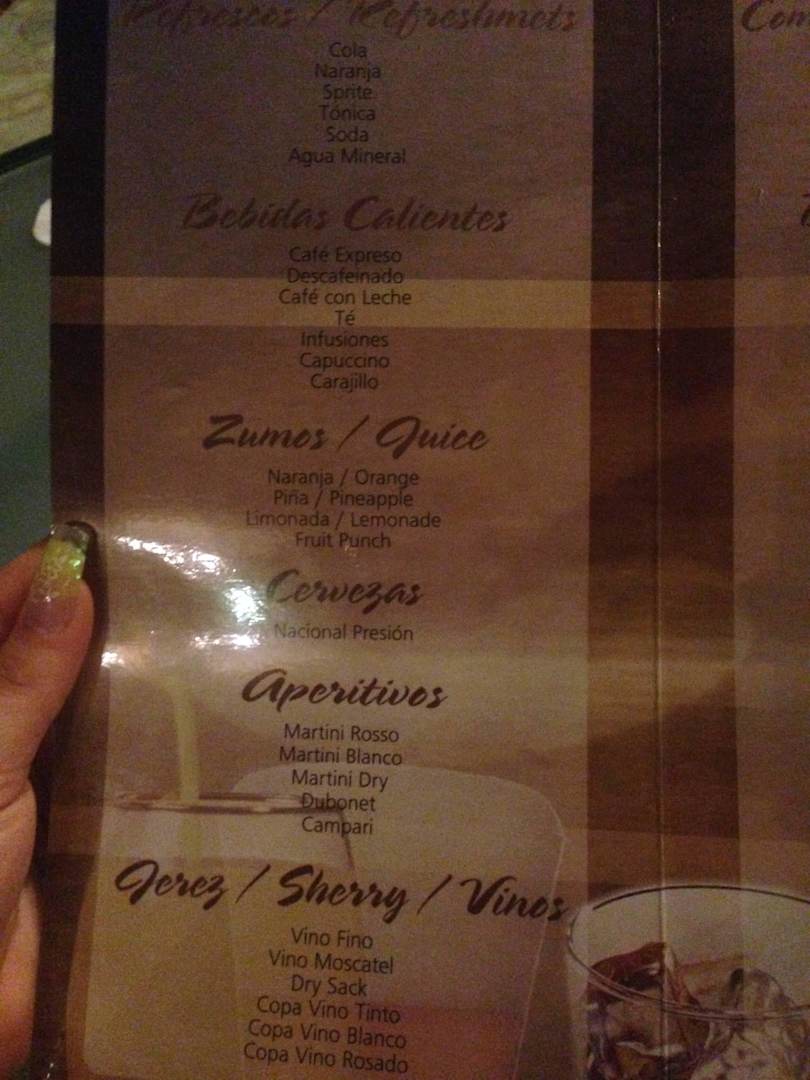 Refrescos / Refreshmets
Cola
Naranja
Sprite
Tónica
Soda
Agua Mineral
Bebidas Calientes
Café Expreso
Descafeinado
Café con Leche
Té
Infusiones
Capuccino
Carajillo
Zumos / Juice
Naranja / Orange
Piña / Pineapple
Limonada / Lemonade
Fruit Punch
Cervezas
Nacional Presión
Aperitivos
Martini Rosso
Martini Blanco
Martini Dry
Dubonet
Campari
Jerez / Sherry / Vinos
Vino Fino
Vino Moscatel
Dry Sack
Copa Vino Tinto
Copa Vino Blanco
Copa Vino Rosado